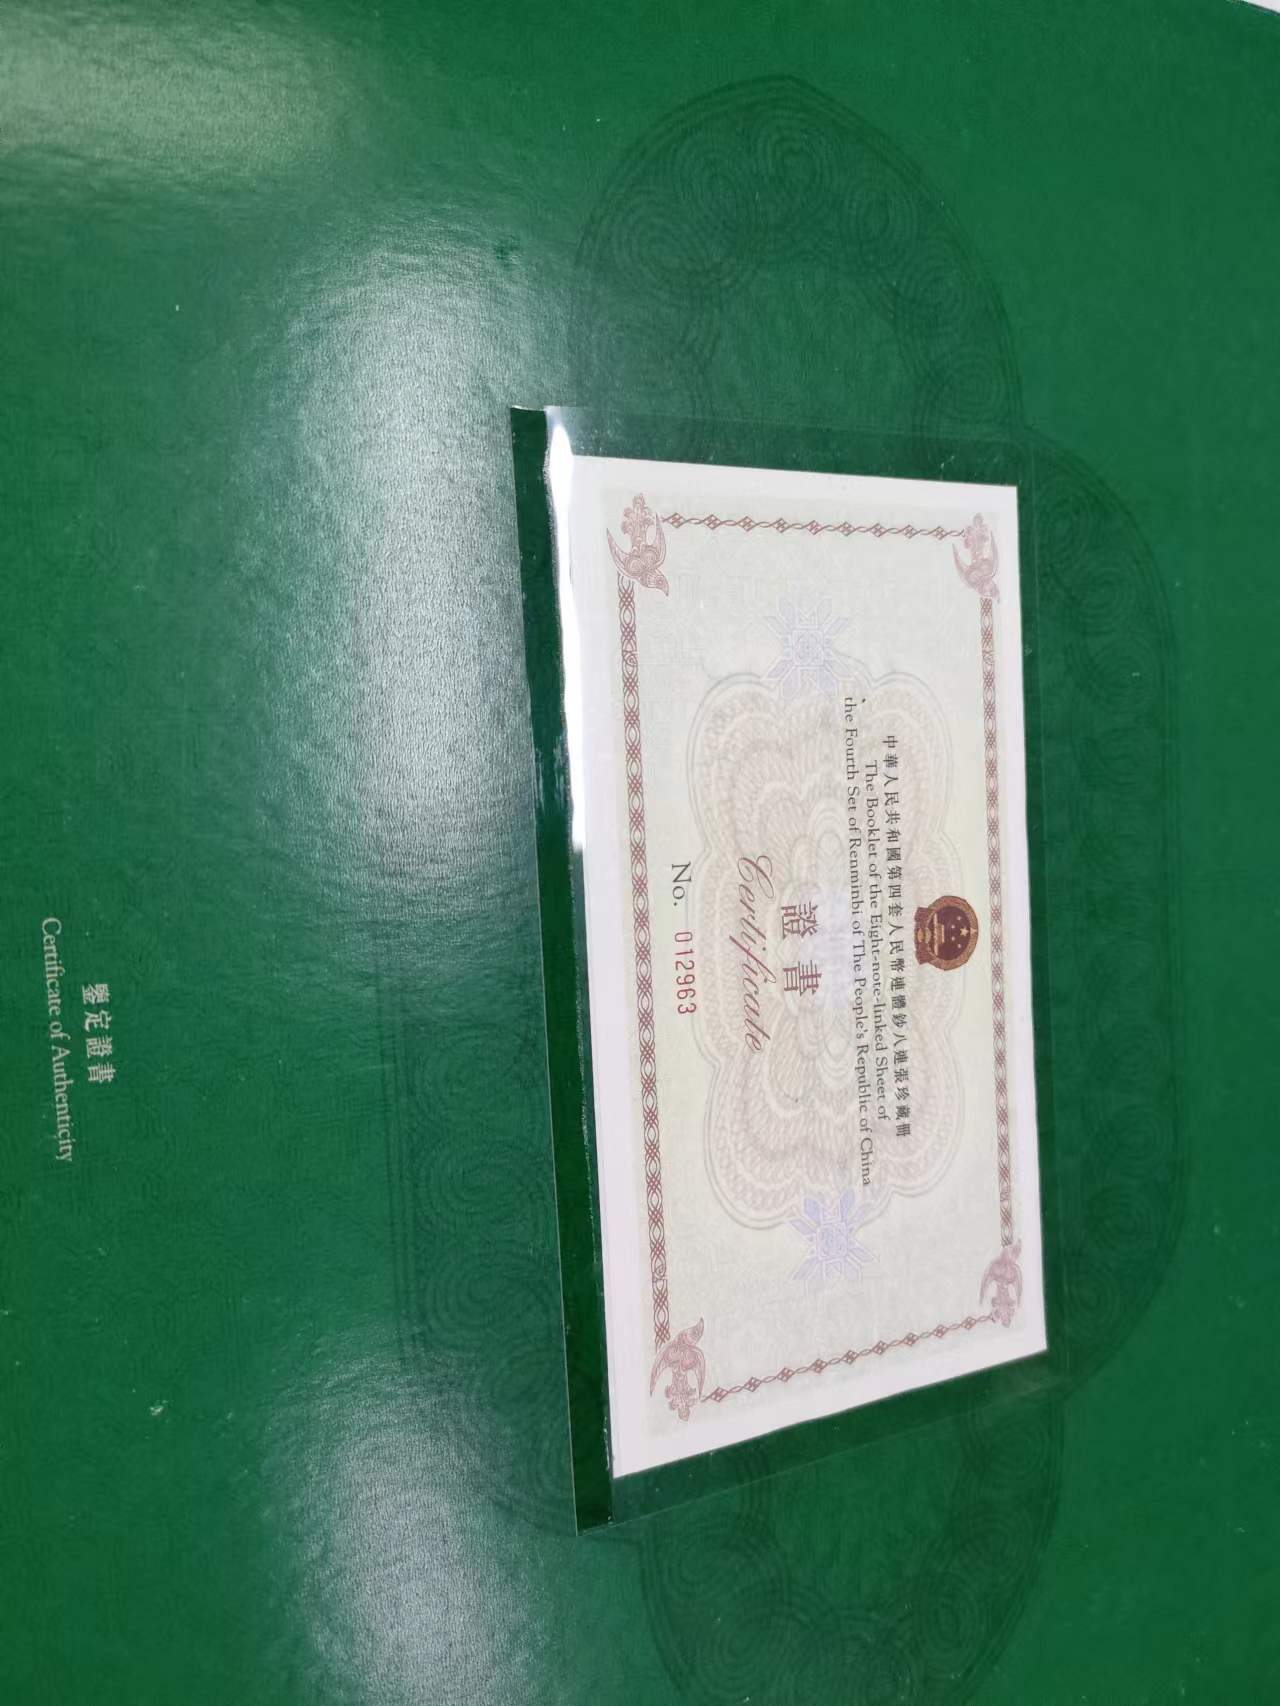 中華人民共和國第四套人民幣連體鈔八連張珍藏冊
The Booklet of the Eight-note-linked Sheet of
the Fourth Set of Renminbi of The People's Republic of China
證書
Certificate
No. 012963
鑒定證書
Certificate of Authenticity